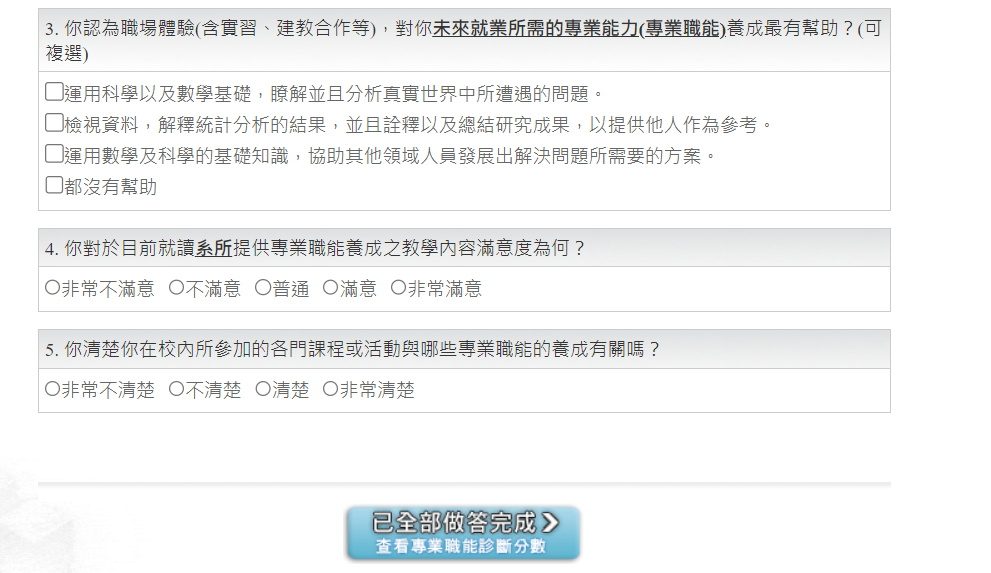 3. 你認為職場體驗(含實習、建教合作等)，對你未來就業所需的專業能力(專業職能)養成最有幫助？(可
複選)
運用科學以及數學基礎，瞭解並且分析真實世界中所遭遇的問題。
檢視資料，解釋統計分析的結果，並且詮釋以及總結研究成果，以提供他人作為參考。
運用數學及科學的基礎知識，協助其他領域人員發展出解決問題所需要的方案。
都沒有幫助
4. 你對於目前就讀系所提供專業職能養成之教學內容滿意度為何？
非常不滿意 不滿意 普通 滿意 非常滿意
5. 你清楚你在校內所參加的各門課程或活動與哪些專業職能的養成有關嗎？
非常不清楚 不清楚 清楚 非常清楚
已全部做答完成
查看專業職能診斷分數